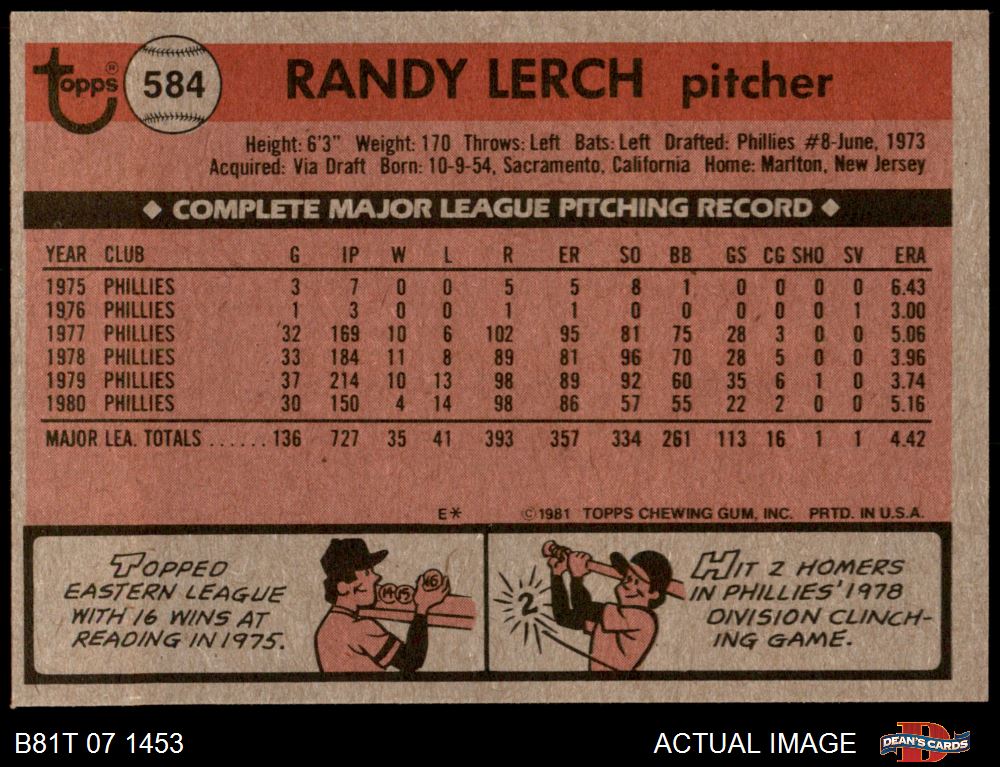 Topps®
584
RANDY LERCH pitcher
Height: 6'3" Weight: 170 Throws: Left Bats: Left Drafted: Phillies #8-June, 1973
Acquired: Via Draft Born: 10-9-54, Sacramento, California Home: Marlton, New Jersey
◆ COMPLETE MAJOR LEAGUE PITCHING RECORD ◆
YEAR CLUB G IP W L R ER SO BB GS CG SHO SV ERA
1975 PHILLIES 3 7 0 0 5 5 8 1 0 0 0 0 6.43
1976 PHILLIES 1 3 0 0 1 1 0 0 0 0 0 1 3.00
1977 PHILLIES 32 169 10 6 102 95 81 75 28 3 0 0 5.06
1978 PHILLIES 33 184 11 8 89 81 96 70 28 5 0 0 3.96
1979 PHILLIES 37 214 10 13 98 89 92 60 35 6 1 0 3.74
1980 PHILLIES 30 150 4 14 98 86 57 55 22 2 0 0 5.16
MAJOR LEA. TOTALS ...... 136 727 35 41 393 357 334 261 113 16 1 1 4.42
E* ©1981 TOPPS CHEWING GUM, INC. PRTD. IN U.S.A.
TOPPED
EASTERN LEAGUE
WITH 16 WINS AT
READING IN 1975.
14 15 16
2
HIT 2 HOMERS
IN PHILLIES' 1978
DIVISION CLINCH-
ING GAME.
B81T 07 1453
ACTUAL IMAGE
D
DEAN'S CARDS